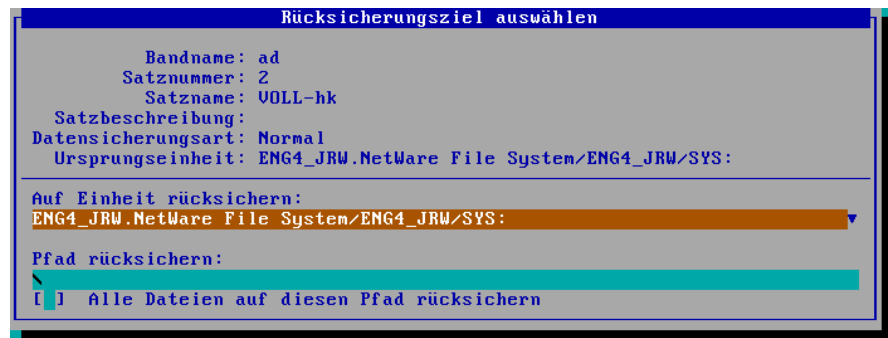 Rücksicherungsziel auswählen
Bandname: ad
Satznummer: 2
Satzname: VOLL-hk
Satzbeschreibung:
Datensicherungsart: Normal
Ursprungseinheit: ENG4_JRW.NetWare File System/ENG4_JRW/SYS:
Auf Einheit rücksichern:
ENG4_JRW.NetWare File System/ENG4_JRW/SYS:
Pfad rücksichern:
\
[ ] Alle Dateien auf diesen Pfad rücksichern